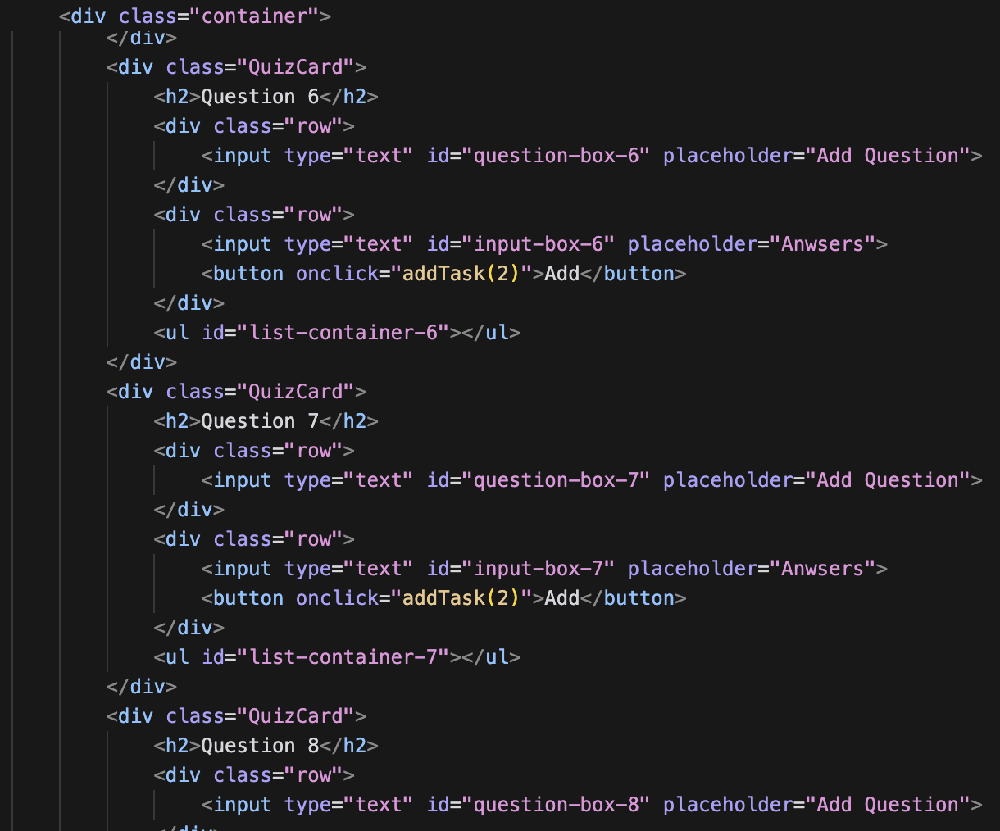 <div class="container">
</div>
<div class="QuizCard">
<h2>Question 6</h2>
<div class="row">
<input type="text" id="question-box-6" placeholder="Add Question">
</div>
<div class="row">
<input type="text" id="input-box-6" placeholder="Anwsers">
<button onclick="addTask(2)">Add</button>
</div>
<ul id="list-container-6"></ul>
</div>
<div class="QuizCard">
<h2>Question 7</h2>
<div class="row">
<input type="text" id="question-box-7" placeholder="Add Question">
</div>
<div class="row">
<input type="text" id="input-box-7" placeholder="Anwsers">
<button onclick="addTask(2)">Add</button>
</div>
<ul id="list-container-7"></ul>
</div>
<div class="QuizCard">
<h2>Question 8</h2>
<div class="row">
<input type="text" id="question-box-8" placeholder="Add Question">
</div>